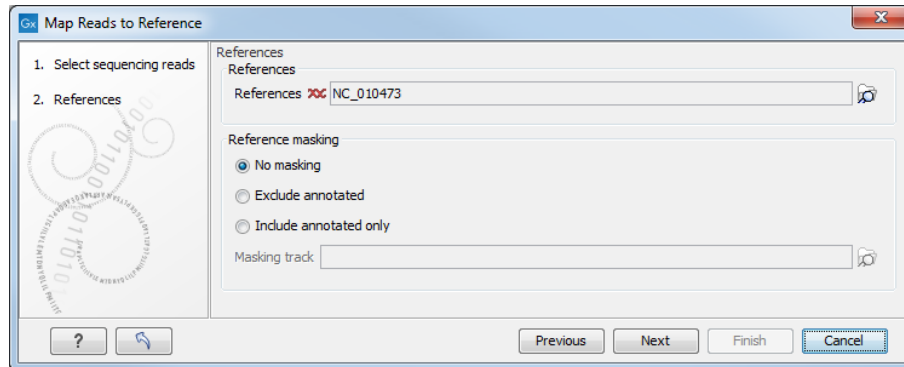 Gx Map Reads to Reference
1. Select sequencing reads
2. References
References
References
References NC_010473
Reference masking
No masking
Exclude annotated
Include annotated only
Masking track
? Previous Next Finish Cancel